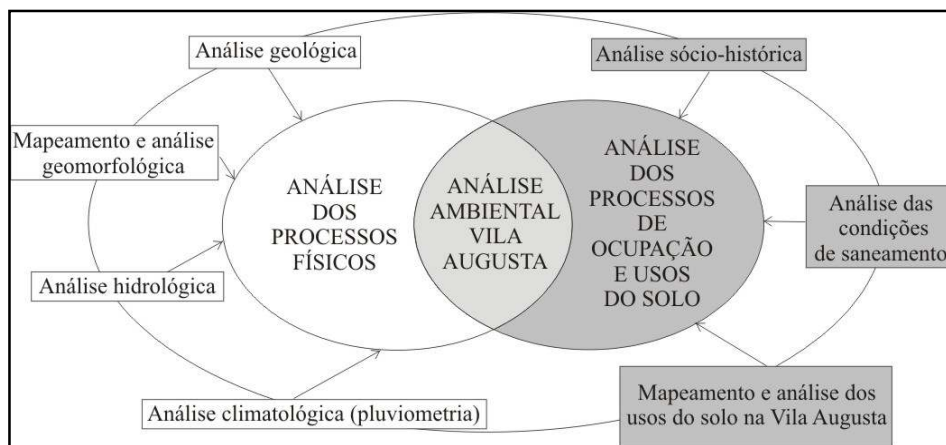 Análise geológica
Análise sócio-histórica
Mapeamento e análise
geomorfológica
ANÁLISE
DOS
PROCESSOS
FÍSICOS
ANÁLISE
AMBIENTAL
VILA
AUGUSTA
ANÁLISE
DOS
PROCESSOS
DE
OCUPAÇÃO
E USOS
DO SOLO
Análise das
condições
de saneamento
Análise hidrológica
Análise climatológica (pluviometria)
Mapeamento e análise dos
usos do solo na Vila Augusta